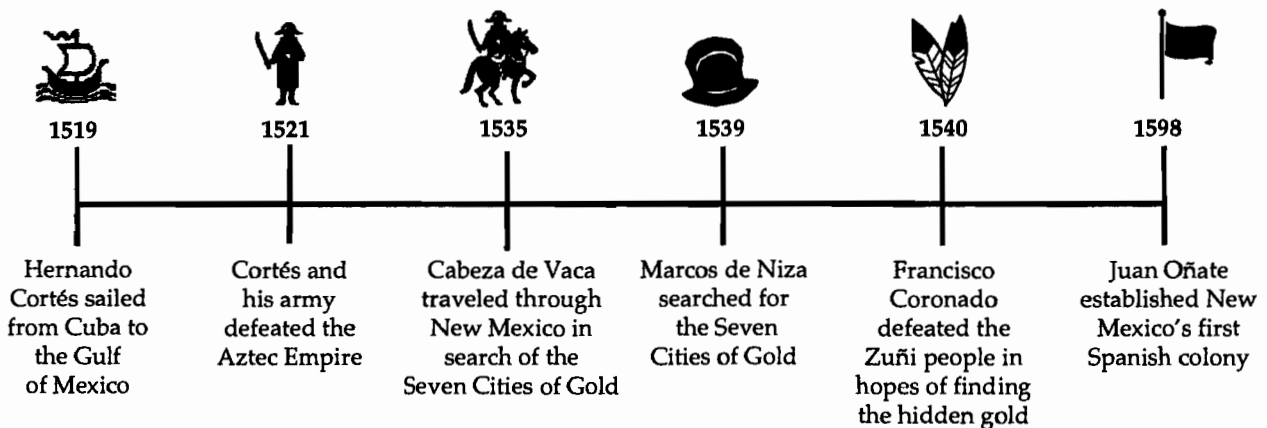 1519
1521
1535
1539
1540
1598
Hernando
Cortés sailed
from Cuba to
the Gulf
of Mexico
Cortés and
his army
defeated the
Aztec Empire
Cabeza de Vaca
traveled through
New Mexico in
search of the
Seven Cities of Gold
Marcos de Niza
searched for
the Seven
Cities of Gold
Francisco
Coronado
defeated the
Zuñi people in
hopes of finding
the hidden gold
Juan Oñate
established New
Mexico's first
Spanish colony